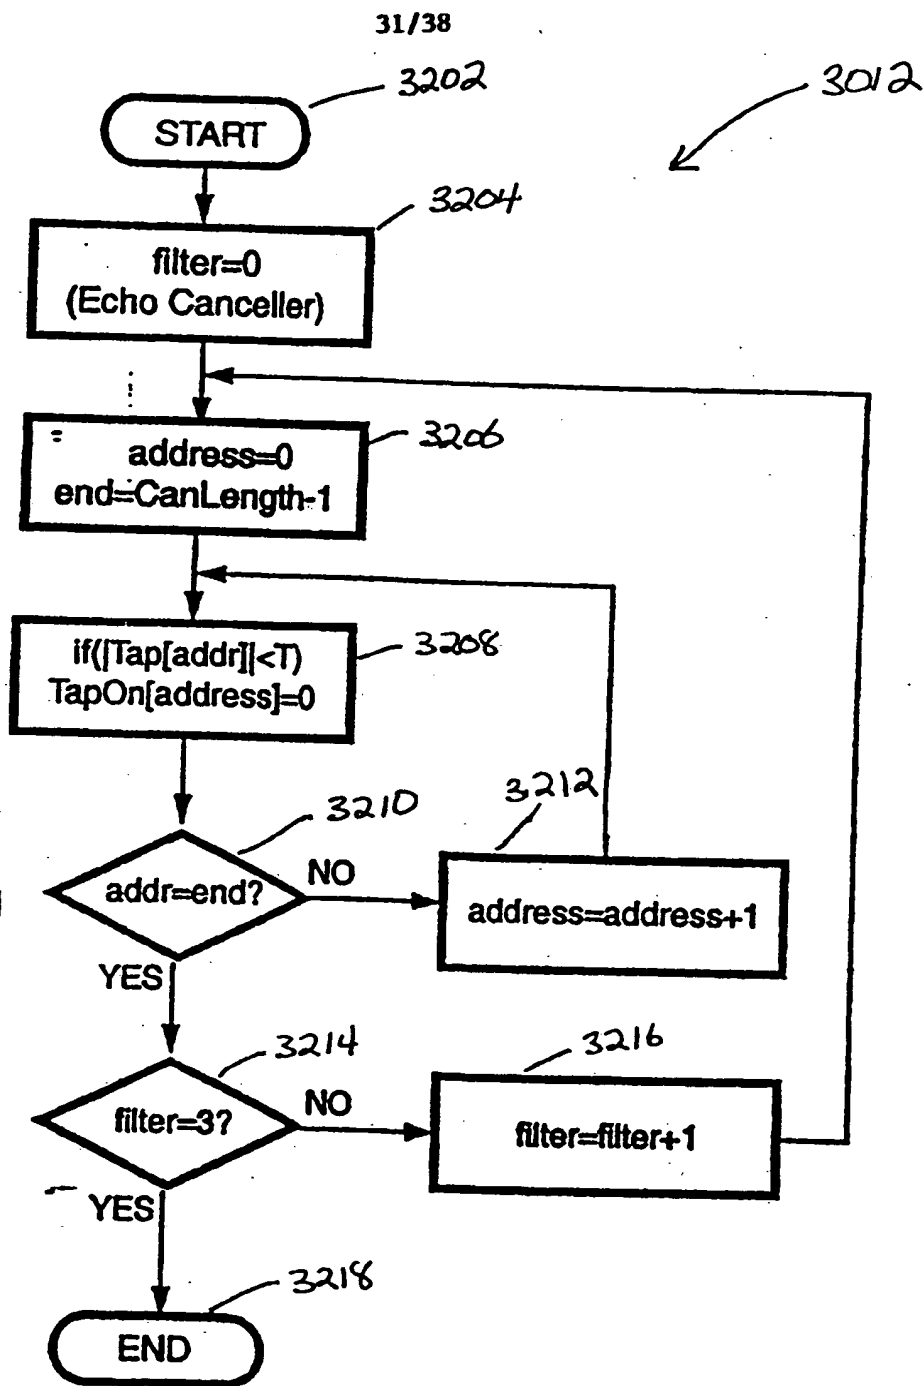 31/38
3202
3012
START
3204
filter=0
(Echo Canceller)
3206
address=0
end=CanLength-1
3208
if(|Tap[addr]|<T)
TapOn[address]=0
3210
3212
addr=end?
NO
address=address+1
YES
3214
3216
filter=3?
NO
filter=filter+1
YES
3218
END